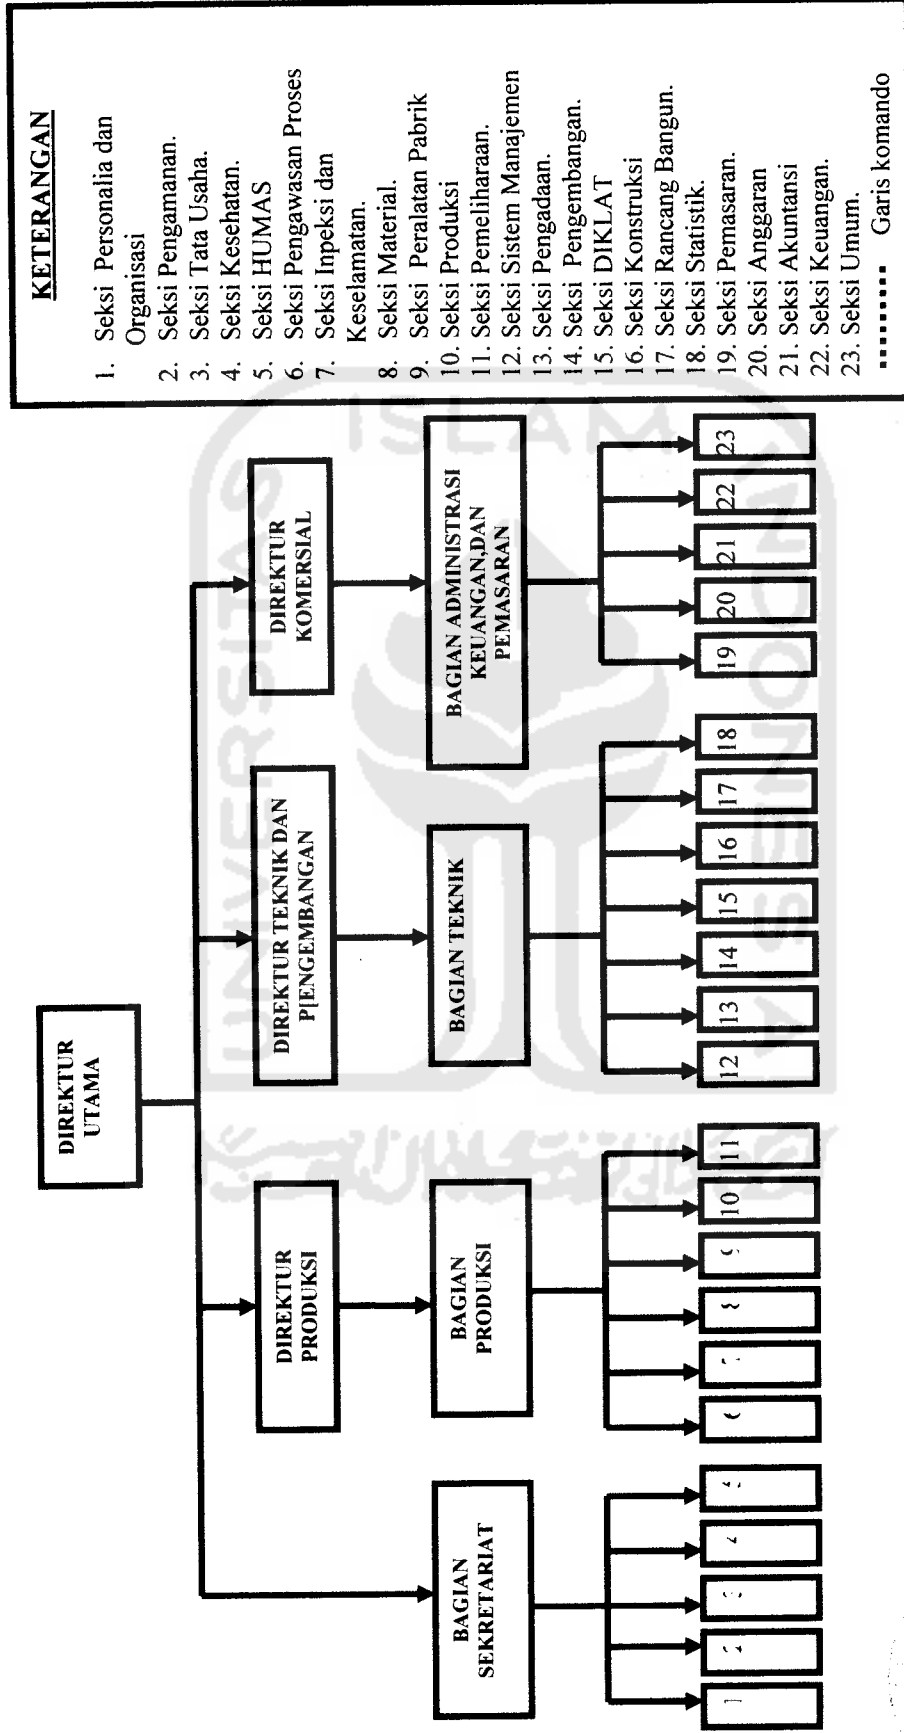 DIREKTUR
UTAMA
DIREKTUR
PRODUKSI
DIREKTUR TEKNIK DAN
P[ENGEMBANGAN
DIREKTUR
KOMERSIAL
BAGIAN
SEKRETARIAT
BAGIAN
PRODUKSI
BAGIAN TEKNIK
BAGIAN ADMINISTRASI
KEUANGAN,DAN
PEMASARAN
1
10
11
12
13
14
15
16
17
18
19
20
21
22
23
KETERANGAN
1. Seksi Personalia dan
Organisasi
2. Seksi Pengamanan.
3. Seksi Tata Usaha.
4. Seksi Kesehatan.
5. Seksi HUMAS
6. Seksi Pengawasan Proses
7. Seksi Inpeksi dan
Keselamatan.
8. Seksi Material.
9. Seksi Peralatan Pabrik
10. Seksi Produksi
11. Seksi Pemeliharaan.
12. Seksi Sistem Manajemen
13. Seksi Pengadaan.
14. Seksi Pengembangan.
15. Seksi DIKLAT
16. Seksi Konstruksi
17. Seksi Rancang Bangun.
18. Seksi Statistik.
19. Seksi Pemasaran.
20. Seksi Anggaran
21. Seksi Akuntansi
22. Seksi Keuangan.
23. Seksi Umum.
........ Garis komando
UNIVERSITAS
ISLAM
INDONESIA